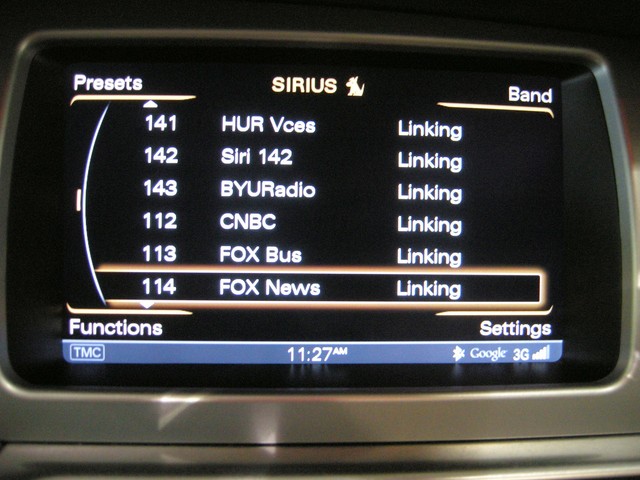 Presets SIRIUS Band
141 HUR Vces Linking
142 Siri 142 Linking
143 BYURadio Linking
112 CNBC Linking
113 FOX Bus Linking
114 FOX News Linking
Functions Settings
TMC 11:27AM Google 3G